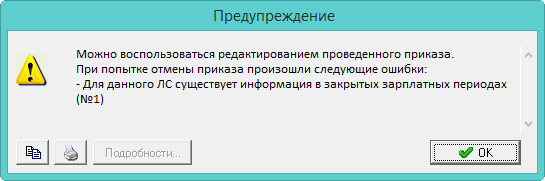 Предупреждение
Можно воспользоваться редактированием проведенного приказа.
При попытке отмены приказа произошли следующие ошибки:
- Для данного ЛС существует информация в закрытых зарплатных периодах
(№1)
Подробности...
OK